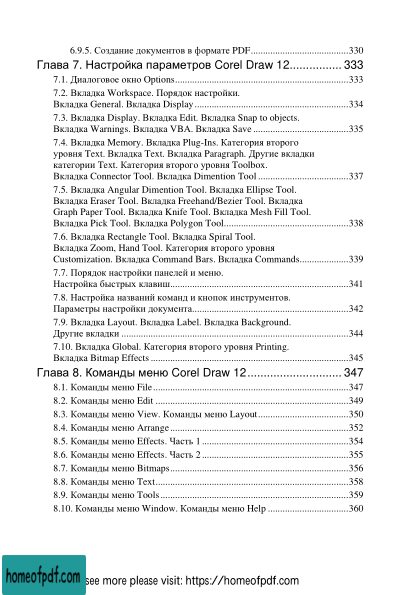 6.9.5. Создание документов в формате PDF.......................................330
Глава 7. Настройка параметров Corel Draw 12................ 333
7.1. Диалоговое окно Options.....................................................................333
7.2. Вкладка Workspace. Порядок настройки.
Вкладка General. Вкладка Display..............................................................334
7.3. Вкладка Display. Вкладка Edit. Вкладка Snap to objects.
Вкладка Warnings. Вкладка VBA. Вкладка Save ......................................335
7.4. Вкладка Memory. Вкладка Plug-Ins. Категория второго
уровня Text. Вкладка Text. Вкладка Paragraph. Другие вкладки
категории Text. Категория второго уровня Toolbox.
Вкладка Connector Tool. Вкладка Dimention Tool ....................................337
7.5. Вкладка Angular Dimention Tool. Вкладка Ellipse Tool.
Вкладка Eraser Tool. Вкладка Freehand/Bezier Tool. Вкладка
Graph Paper Tool. Вкладка Knife Tool. Вкладка Mesh Fill Tool.
Вкладка Pick Tool. Вкладка Polygon Tool..................................................338
7.6. Вкладка Rectangle Tool. Вкладка Spiral Tool.
Вкладка Zoom, Hand Tool. Категория второго уровня
Customization. Вкладка Command Bars. Вкладка Commands....................339
7.7. Порядок настройки панелей и меню.
Настройка быстрых клавиш.......................................................................341
7.8. Настройка названий команд и кнопок инструментов.
Параметры настройки документа..............................................................342
7.9. Вкладка Layout. Вкладка Label. Вкладка Background.
Другие вкладки ...........................................................................................344
7.10. Вкладка Global. Категория второго уровня Printing.
Вкладка Bitmap Effects ...............................................................................345
Глава 8. Команды меню Corel Draw 12............................. 347
8.1. Команды меню File..............................................................................347
8.2. Команды меню Edit .............................................................................349
8.3. Команды меню View. Команды меню Layout....................................350
8.4. Команды меню Arrange.......................................................................352
8.5. Команды меню Effects. Часть 1 ..........................................................354
8.6. Команды меню Effects. Часть 2 ..........................................................355
8.7. Команды меню Bitmaps.......................................................................356
8.8. Команды меню Text.............................................................................358
8.9. Команды меню Tools ...........................................................................359
8.10. Команды меню Window. Команды меню Help ................................360
homeofpdf.com
see more please visit: https://homeofpdf.com